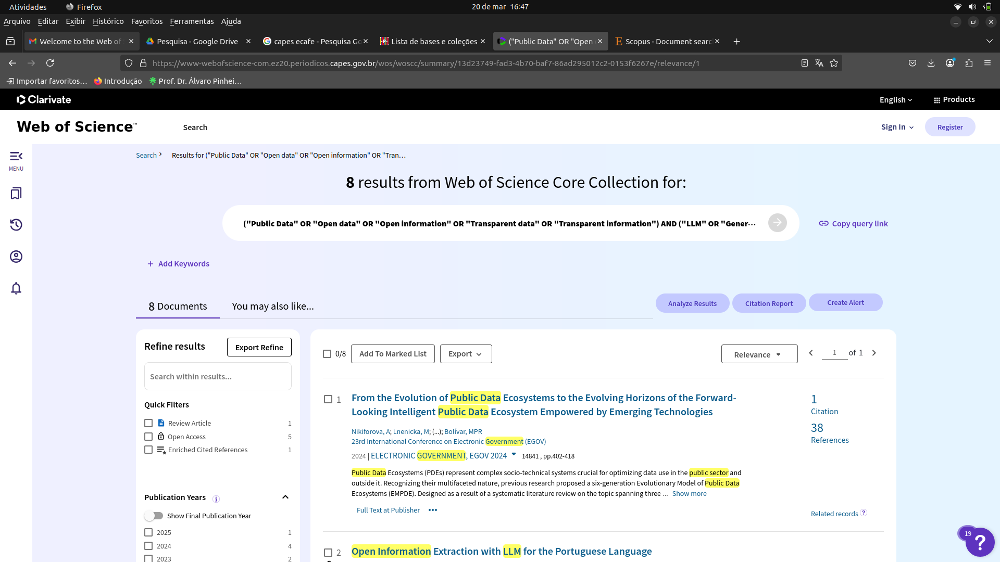 Atividades Firefox 20 de mar 16:47
Arquivo Editar Exibir Histórico Favoritos Ferramentas Ajuda
Welcome to the Web of Pesquisa - Google Drive capes ecafe - Pesquisa Go Lista de bases e coleções ("Public Data" OR "Open Scopus - Document searc
https://www-webofscience-com.ez20.periodicos.capes.gov.br/wos/woscc/summary/13d23749-fad3-4b70-baf7-86ad295012c2-0153f6267e/relevance/1
Importar favoritos… Introdução Prof. Dr. Álvaro Pinhei…
Clarivate English Products
Web of Science™ Search Sign In Register
MENU
Search > Results for ("Public Data" OR "Open data" OR "Open information" OR "Tran…
8 results from Web of Science Core Collection for:
("Public Data" OR "Open data" OR "Open information" OR "Transparent data" OR "Transparent information") AND ("LLM" OR "Gener…
Copy query link
+ Add Keywords
8 Documents You may also like... Analyze Results Citation Report Create Alert
Refine results Export Refine
0/8 Add To Marked List Export Relevance 1 of 1
Search within results...
Quick Filters
Review Article 1
Open Access 5
Enriched Cited References 1
Publication Years
Show Final Publication Year
2025 1
2024 4
2023 2
1 From the Evolution of Public Data Ecosystems to the Evolving Horizons of the Forward-
Looking Intelligent Public Data Ecosystem Empowered by Emerging Technologies
Nikiforova, A; Lnenicka, M; (...); Bolívar, MPR
23rd International Conference on Electronic Government (EGOV)
2024 | ELECTRONIC GOVERNMENT, EGOV 2024 14841 , pp.402-418
Public Data Ecosystems (PDEs) represent complex socio-technical systems crucial for optimizing data use in the public sector and
outside it. Recognizing their multifaceted nature, previous research proposed a six-generation Evolutionary Model of Public Data
Ecosystems (EMPDE). Designed as a result of a systematic literature review on the topic spanning three ... Show more
Full Text at Publisher •••
1
Citation
38
References
Related records ?
2 Open Information Extraction with LLM for the Portuguese Language
19
?